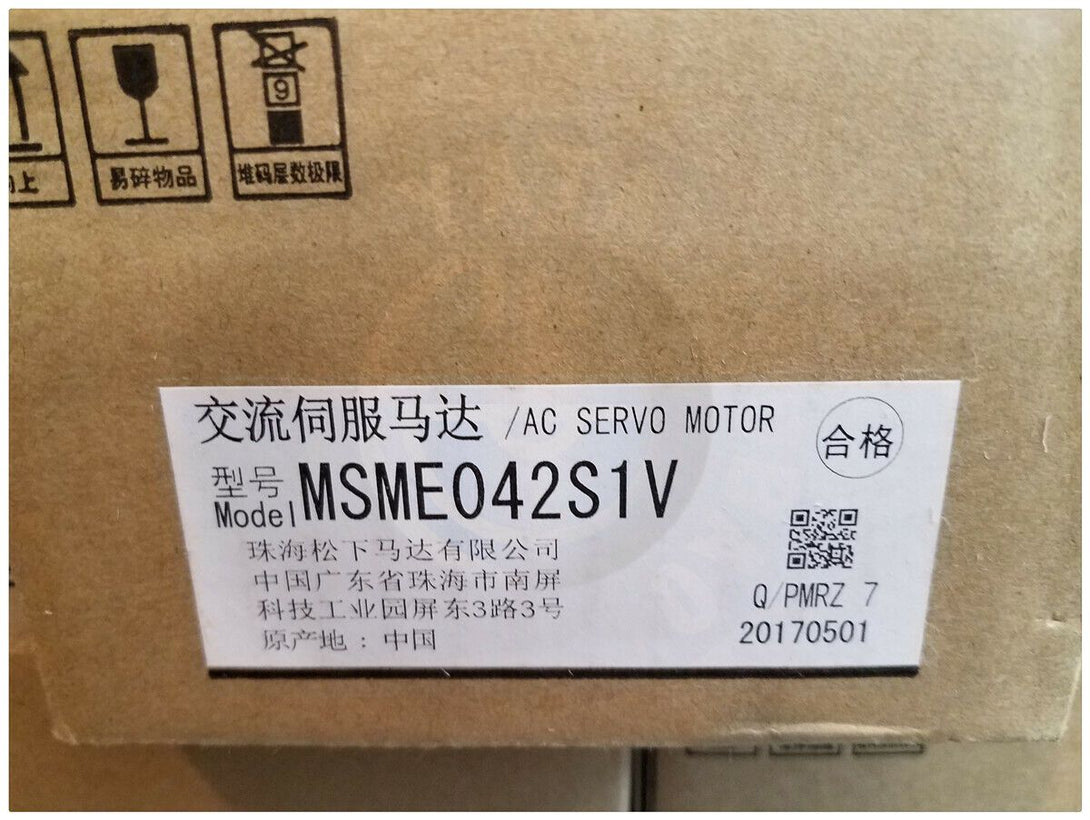 上
易碎物品
9
堆码层数极限
交流伺服马达 /AC SERVO MOTOR
合格
型号
Model MSME042S1V
珠海松下马达有限公司
中国广东省珠海市南屏
科技工业园屏东3路3号
原产地：中国
Q/PMRZ 7
20170501